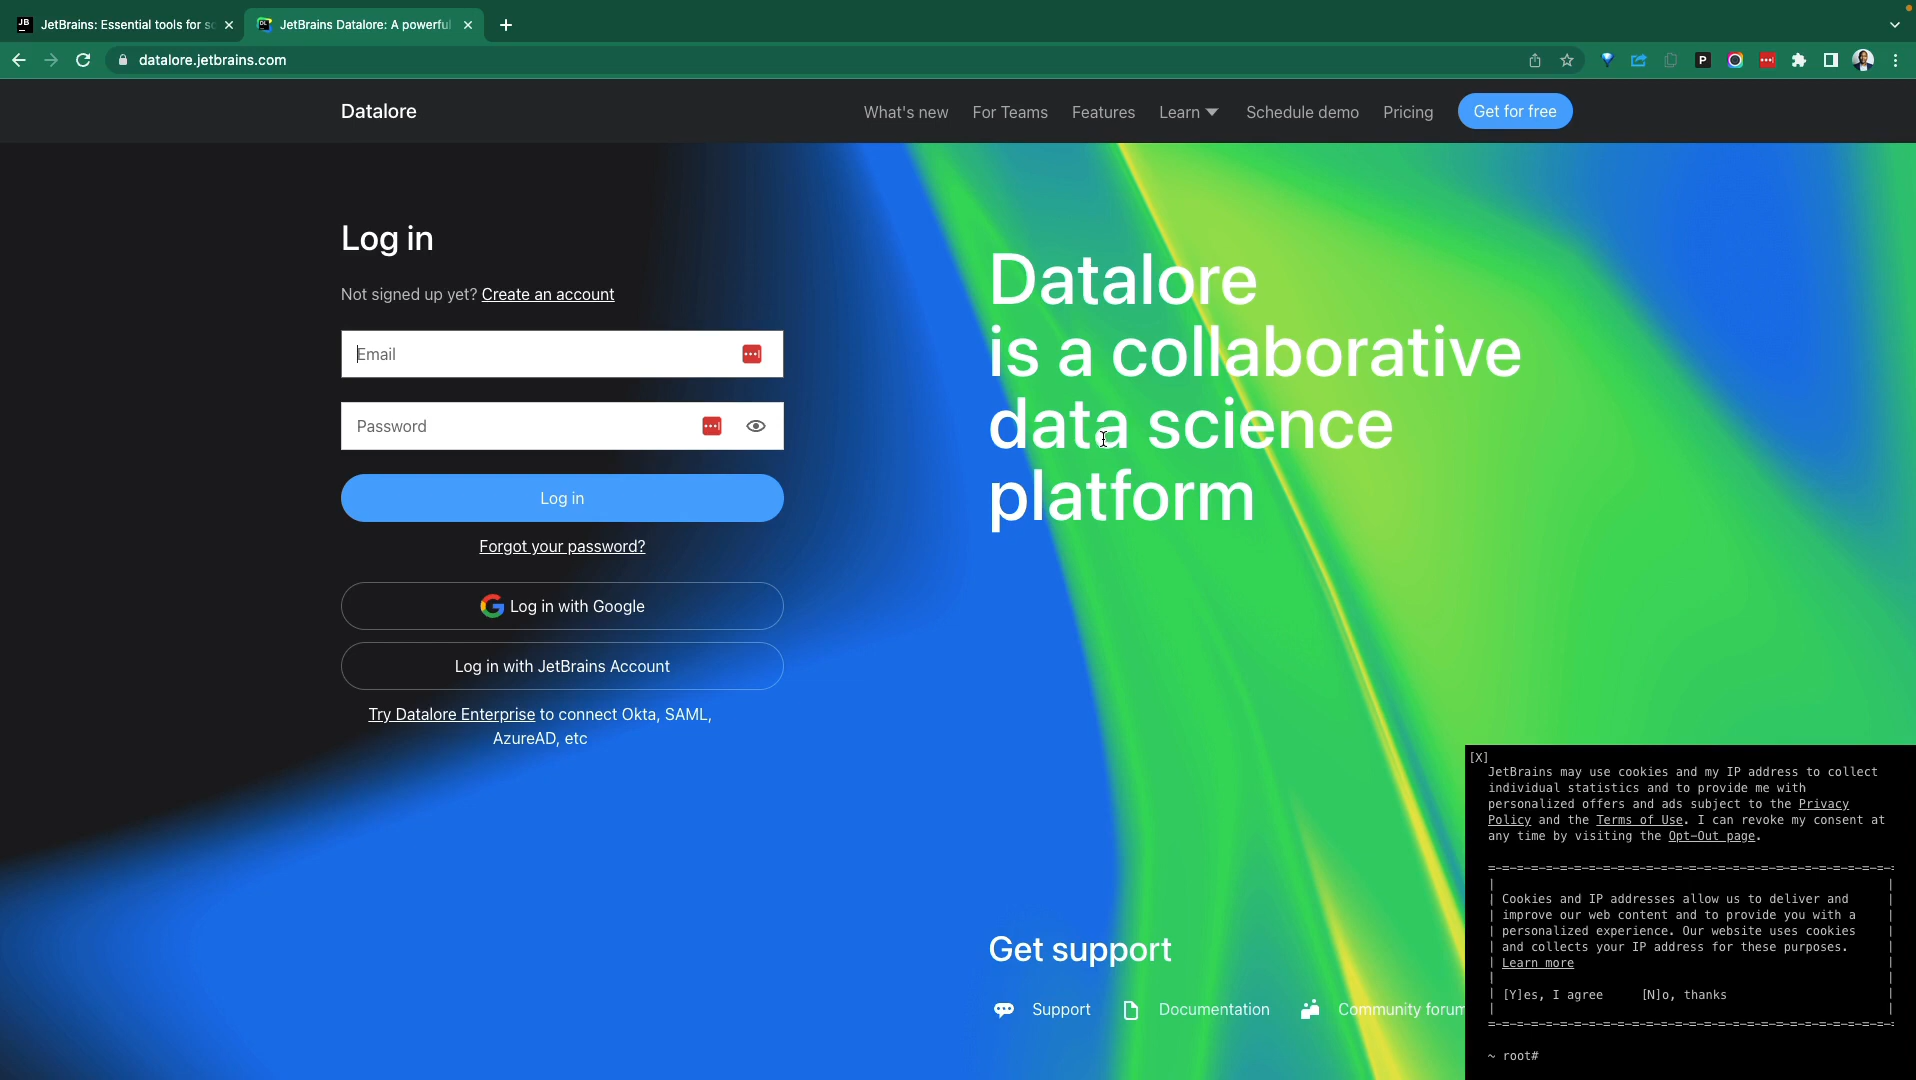 JetBrains: Essential tools for so
JetBrains Datalore: A powerful
datalore.jetbrains.com
Datalore
What's new
For Teams
Features
Learn
Schedule demo
Pricing
Get for free
Log in
Not signed up yet? Create an account
Email
Password
Log in
Forgot your password?
Log in with Google
Log in with JetBrains Account
Try Datalore Enterprise to connect Okta, SAML,
AzureAD, etc
Datalore
is a collaborative
data science
platform
Get support
Support
Documentation
Community forum
[X]
JetBrains may use cookies and my IP address to collect
individual statistics and to provide me with
personalized offers and ads subject to the Privacy
Policy and the Terms of Use. I can revoke my consent at
any time by visiting the Opt-Out page.
Cookies and IP addresses allow us to deliver and
improve our web content and to provide you with a
personalized experience. Our website uses cookies
and collects your IP address for these purposes.
Learn more
[Y]es, I agree [N]o, thanks
~ root#